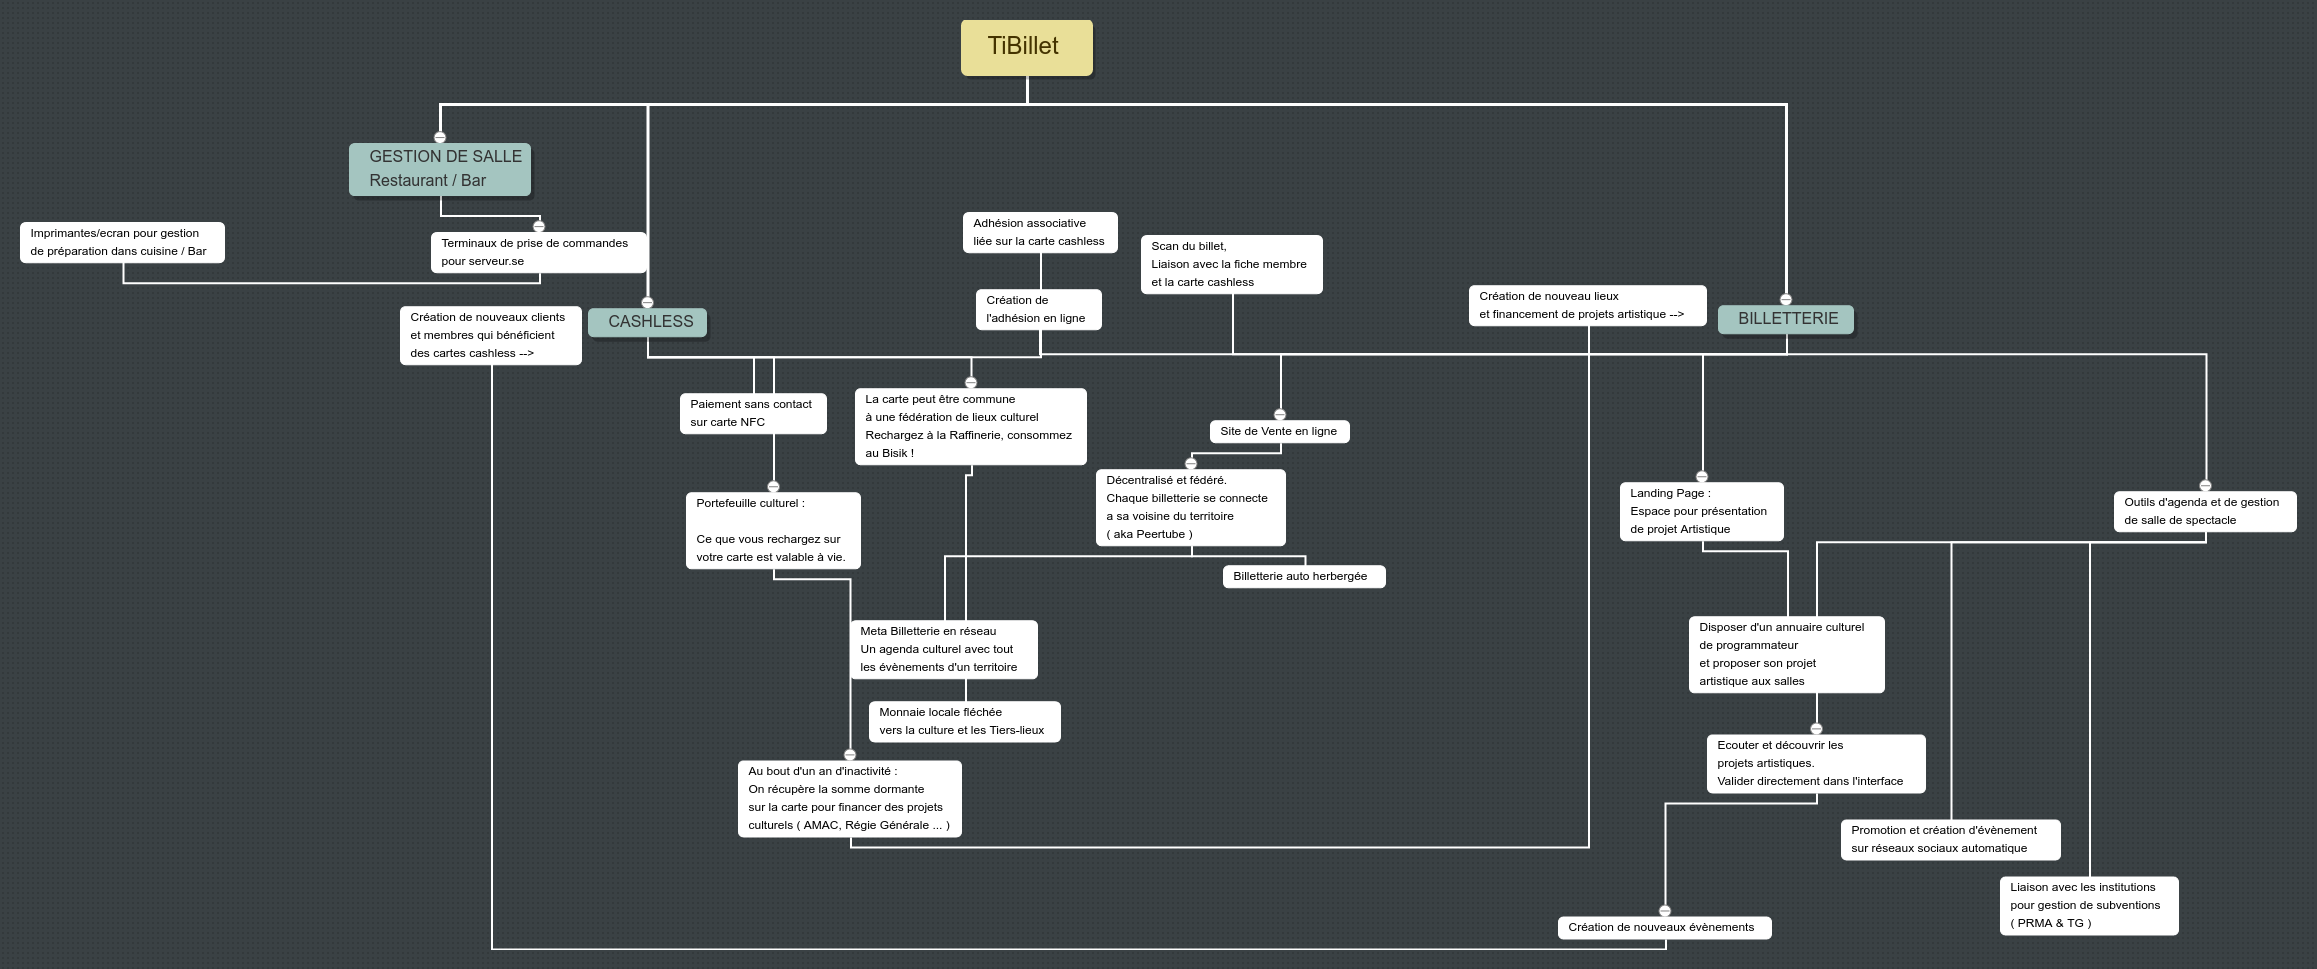 TiBillet
GESTION DE SALLE
Restaurant / Bar
Imprimantes/ecran pour gestion
de préparation dans cuisine / Bar
Terminaux de prise de commandes
pour serveur.se
Adhésion associative
liée sur la carte cashless
Scan du billet,
Liaison avec la fiche membre
et la carte cashless
Création de
l'adhésion en ligne
Création de nouveau lieux
et financement de projets artistique -->
BILLETTERIE
Création de nouveaux clients
et membres qui bénéficient
des cartes cashless -->
CASHLESS
Paiement sans contact
sur carte NFC
La carte peut être commune
à une fédération de lieux culturel
Rechargez à la Raffinerie, consommez
au Bisik !
Site de Vente en ligne
Décentralisé et fédéré.
Chaque billetterie se connecte
a sa voisine du territoire
( aka Peertube )
Landing Page :
Espace pour présentation
de projet Artistique
Outils d'agenda et de gestion
de salle de spectacle
Portefeuille culturel :
Ce que vous rechargez sur
votre carte est valable à vie.
Billetterie auto herbergée
Meta Billetterie en réseau
Un agenda culturel avec tout
les évènements d'un territoire
Disposer d'un annuaire culturel
de programmateur
et proposer son projet
artistique aux salles
Monnaie locale fléchée
vers la culture et les Tiers-lieux
Ecouter et découvrir les
projets artistiques.
Valider directement dans l'interface
Au bout d'un an d'inactivité :
On récupère la somme dormante
sur la carte pour financer des projets
culturels ( AMAC, Régie Générale ... )
Promotion et création d'évènement
sur réseaux sociaux automatique
Liaison avec les institutions
pour gestion de subventions
( PRMA & TG )
Création de nouveaux évènements